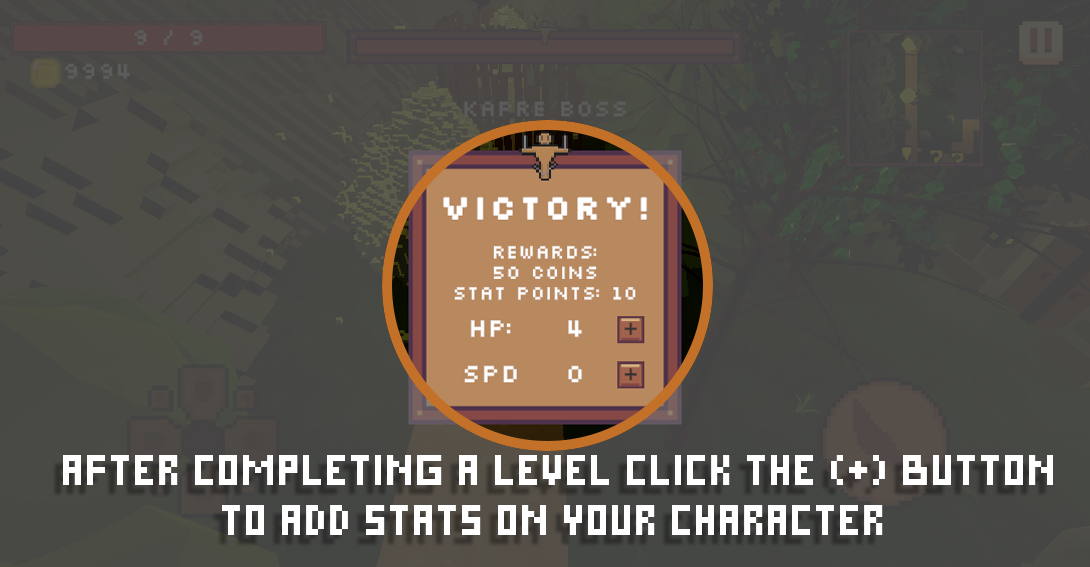 9 / 9
9994
KAPRE BOSS
VICTORY!
REWARDS:
50 COINS
STAT POINTS: 10
HP: 4 +
SPD 0 +
AFTER COMPLETING A LEVEL CLICK THE (+) BUTTON
TO ADD STATS ON YOUR CHARACTER